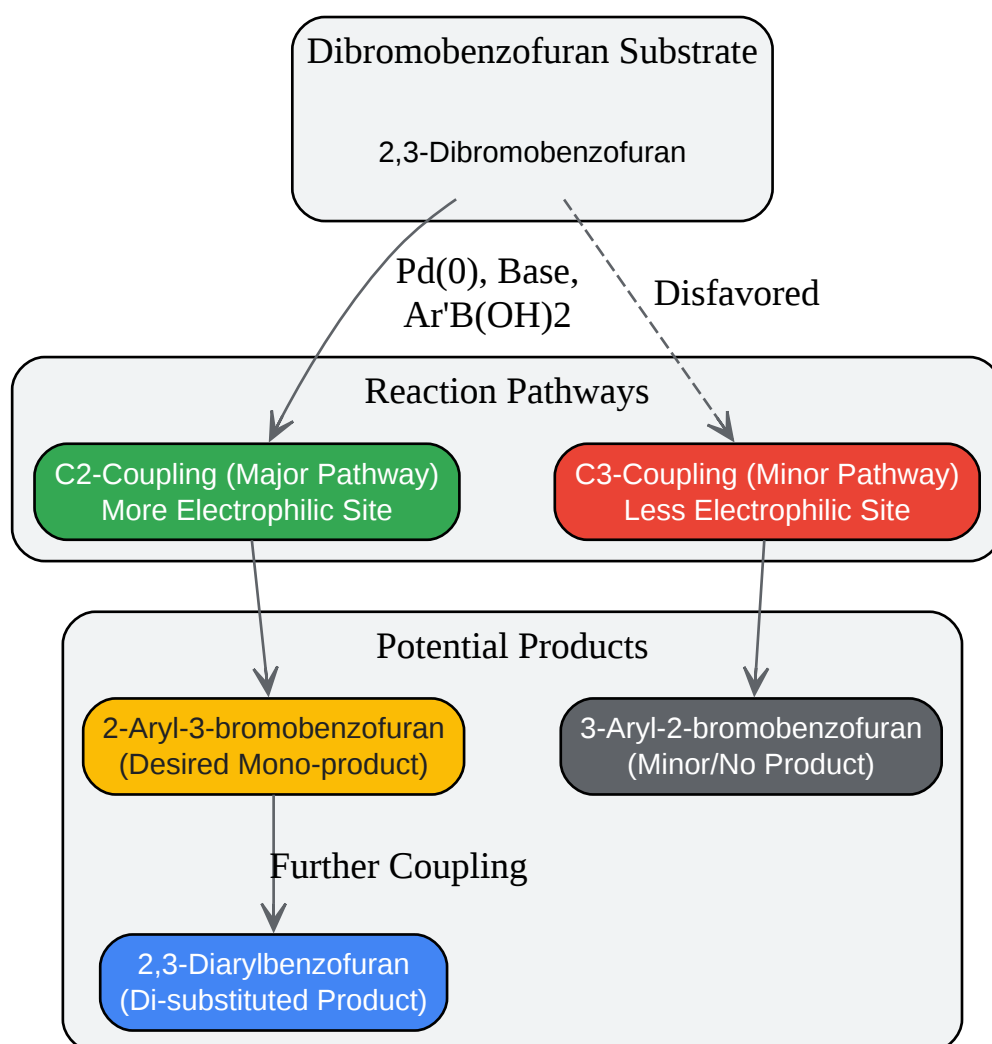 Dibromobenzofuran Substrate
2,3-Dibromobenzofuran
Pd(0), Base,
Ar'B(OH)2
Disfavored
Reaction Pathways
C2-Coupling (Major Pathway)
More Electrophilic Site
C3-Coupling (Minor Pathway)
Less Electrophilic Site
Potential Products
2-Aryl-3-bromobenzofuran
(Desired Mono-product)
3-Aryl-2-bromobenzofuran
(Minor/No Product)
Further Coupling
2,3-Diarylbenzofuran
(Di-substituted Product)